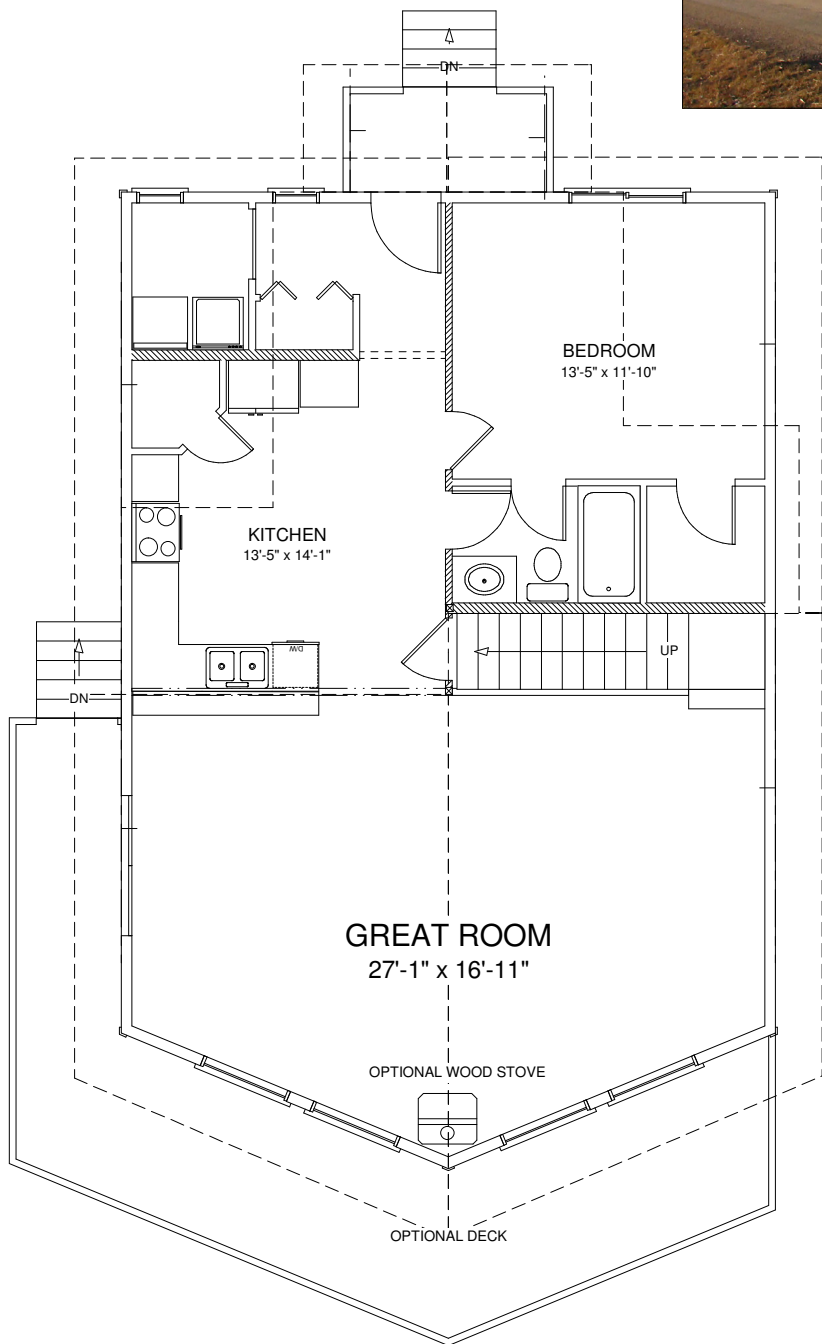 DN
BEDROOM
13'-5" x 11'-10"
KITCHEN
13'-5" x 14'-1"
D/W
UP
DN
GREAT ROOM
27'-1" x 16'-11"
OPTIONAL WOOD STOVE
OPTIONAL DECK